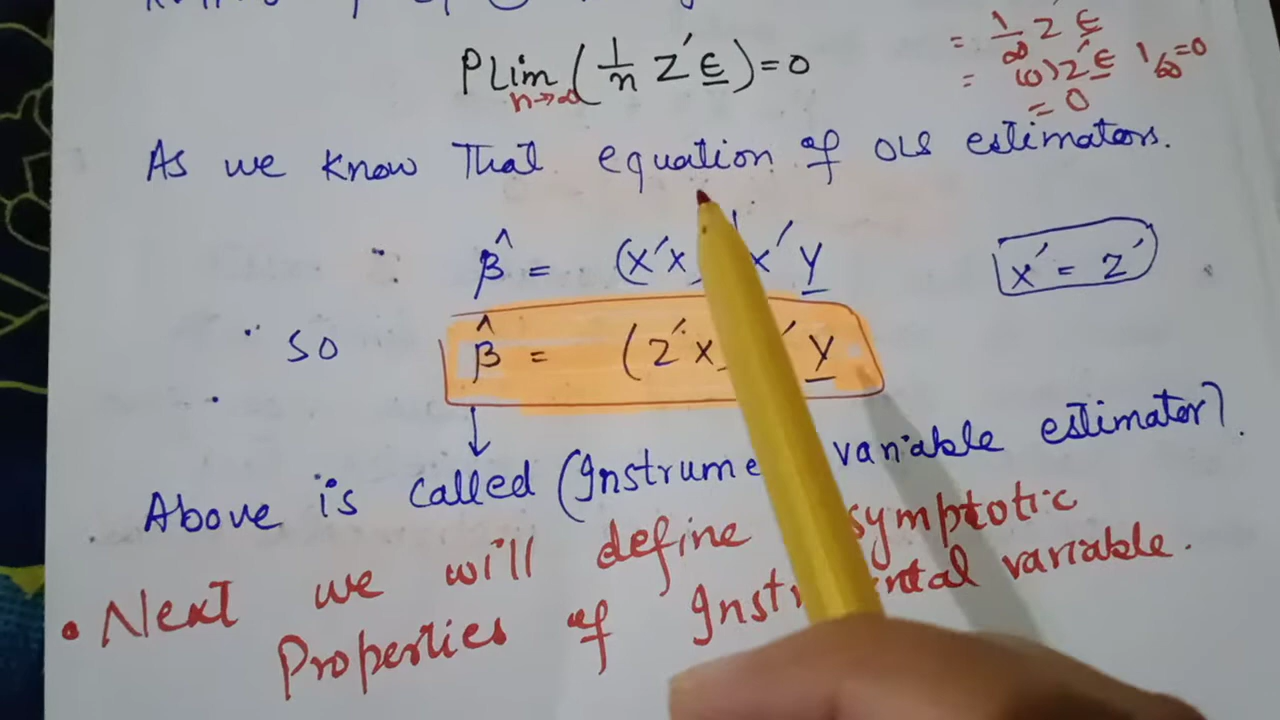 = 1/∞ Z' ϵ
PLim n→∞ (1/n Z'ϵ) = 0
= (0) Z'ϵ 1/∞ = 0
= 0
As we know That equation of OLS estimators.
β̂ = (x'x) x' Y
x' = Z'
so β̂ = (Z'x ' Y
Above is called (Instrume variable estimator).
• Next we will define symptotic
Properties of Inst ntal variable.